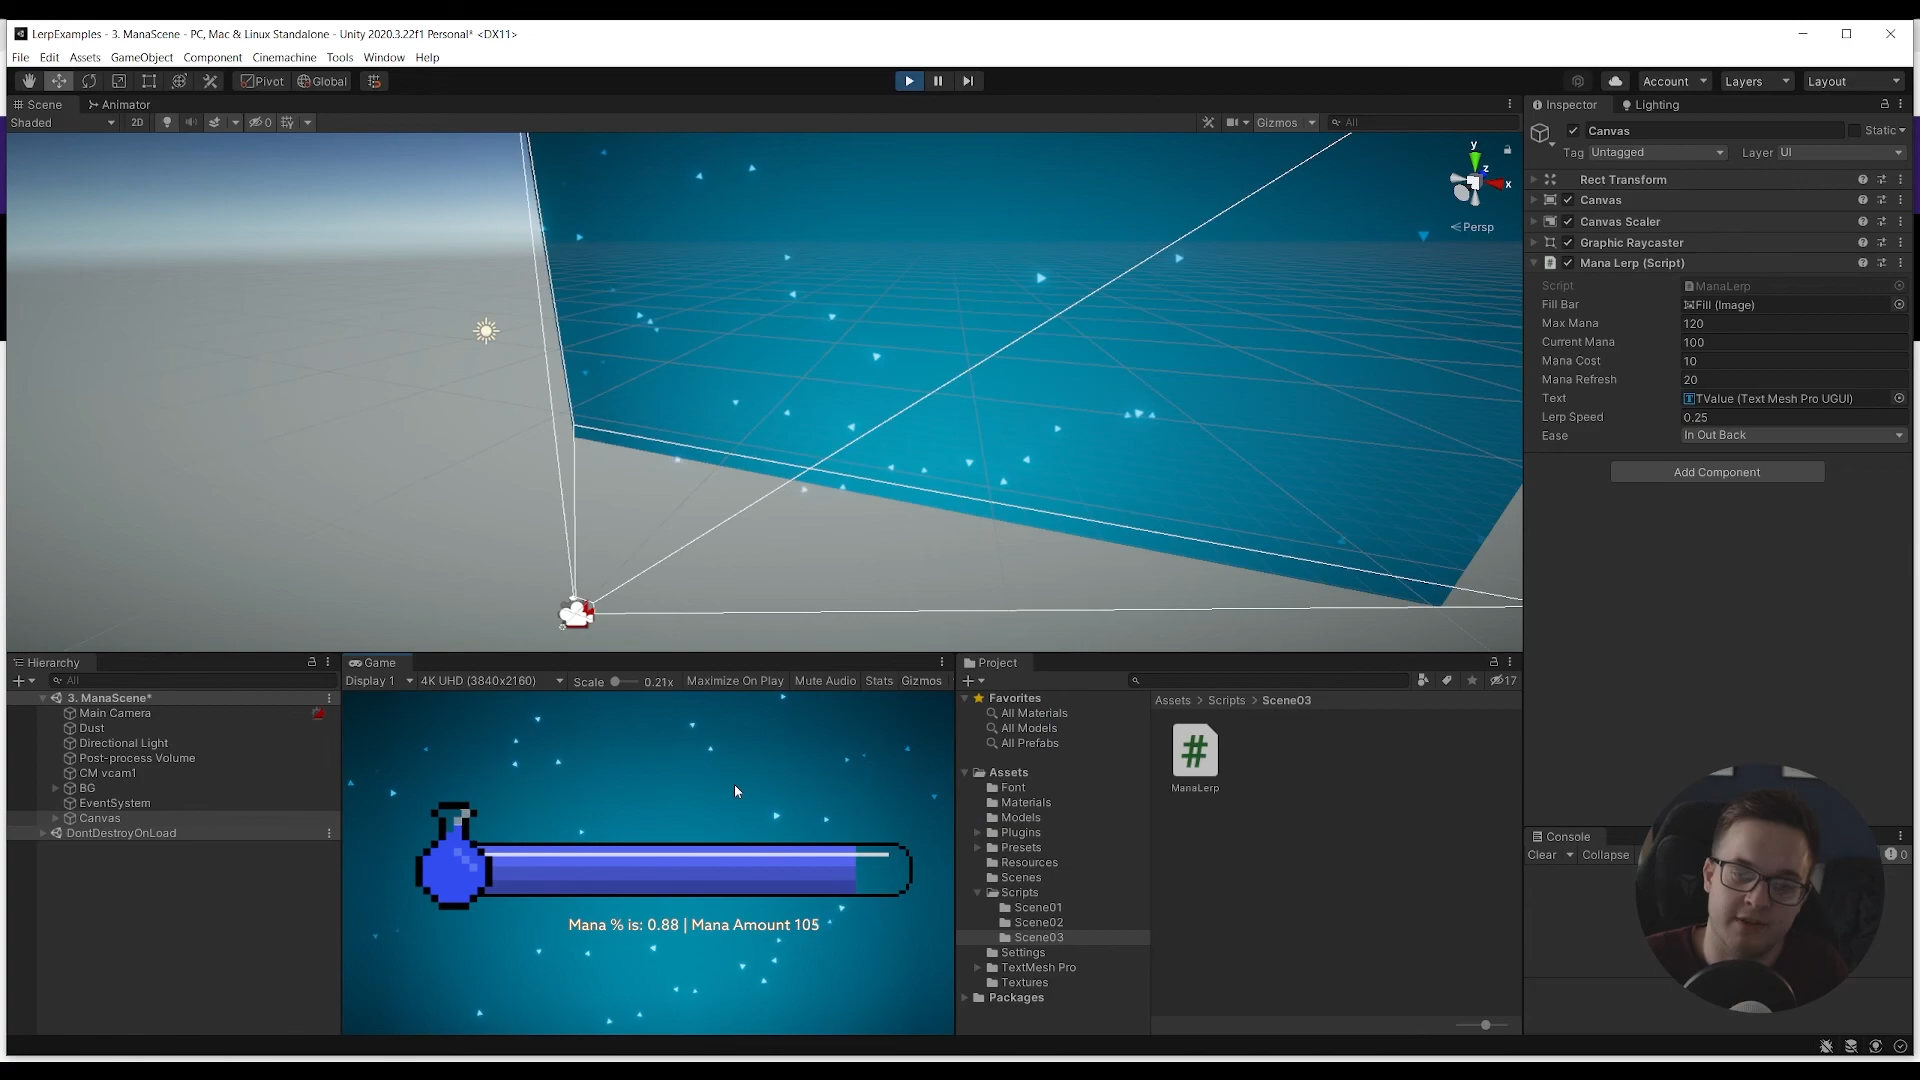 LerpExamples - 3. ManaScene - PC, Mac & Linux Standalone - Unity 2020.3.22f1 Personal* <DX11>
File Edit Assets GameObject Component Cinemachine Tools Window Help
Pivot Global Account Layers Layout
Scene Animator
Shaded 2D 0 Gizmos All
y
z
x
Persp
Inspector Lighting
Canvas Static
Tag Untagged Layer UI
Rect Transform
Canvas
Canvas Scaler
Graphic Raycaster
Mana Lerp (Script)
Script ManaLerp
Fill Bar Fill (Image)
Max Mana 120
Current Mana 100
Mana Cost 10
Mana Refresh 20
Text TValue (Text Mesh Pro UGUI)
Lerp Speed 0.25
Ease In Out Back
Add Component
Hierarchy
All
3. ManaScene*
Main Camera
Dust
Directional Light
Post-process Volume
CM vcam1
BG
EventSystem
Canvas
DontDestroyOnLoad
Game
Display 1 4K UHD (3840x2160) Scale 0.21x Maximize On Play Mute Audio Stats Gizmos
Mana % is: 0.88 | Mana Amount 105
Project
17
Favorites
All Materials
All Models
All Prefabs
Assets
Font
Materials
Models
Plugins
Presets
Resources
Scenes
Scripts
Scene01
Scene02
Scene03
Settings
TextMesh Pro
Textures
Packages
Assets > Scripts > Scene03
#
ManaLerp
Console
Clear Collapse 0